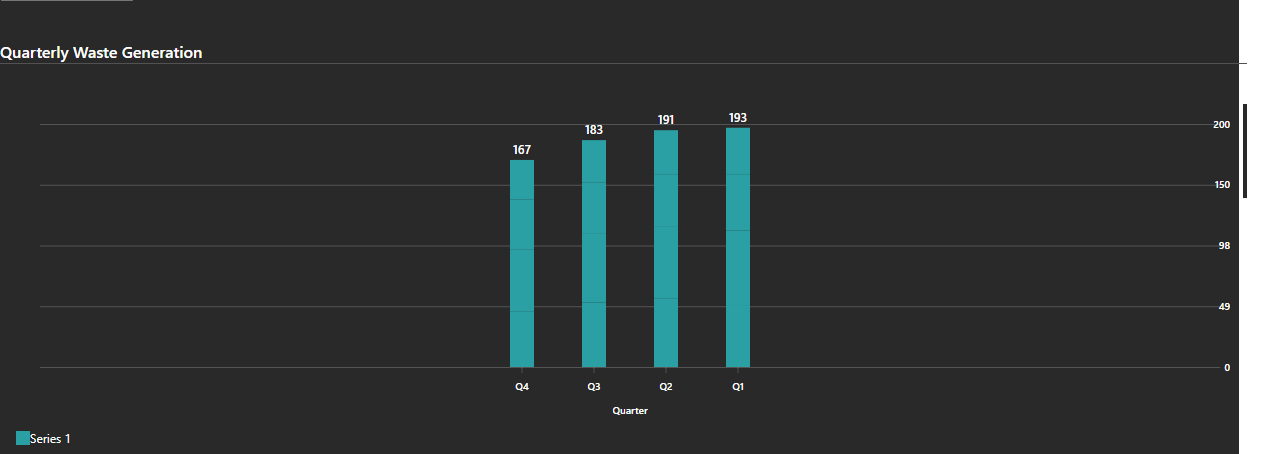 Quarterly Waste Generation
193
191
183
167
200
150
98
49
0
Q4 Q3 Q2 Q1
Quarter
Series 1